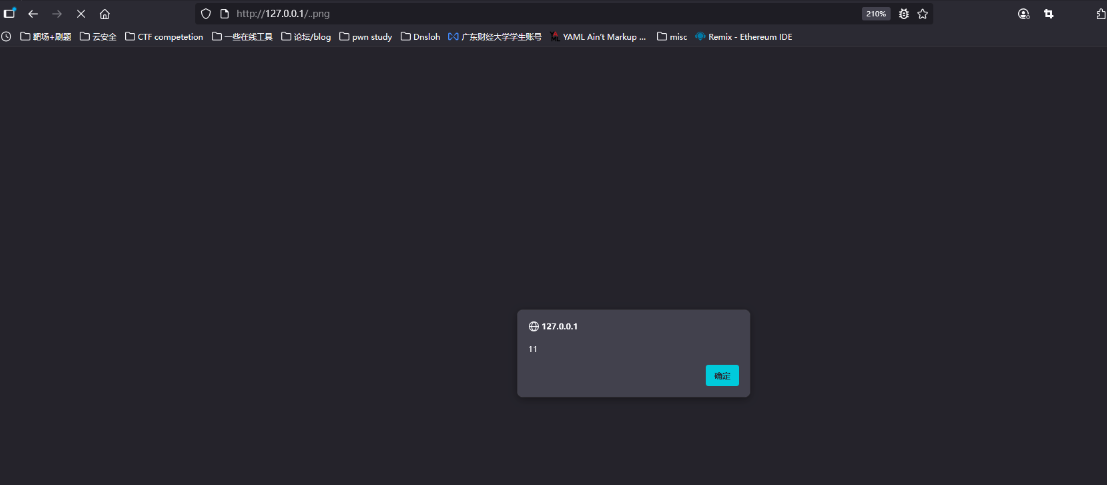 http://127.0.0.1/..png 210%
靶场+刷题 云安全 CTF competetion 一些在线工具 论坛/blog pwn study Dnsloh 广东财经大学学生账号 YAML Ain't Markup ... misc Remix - Ethereum IDE
127.0.0.1
11
确定